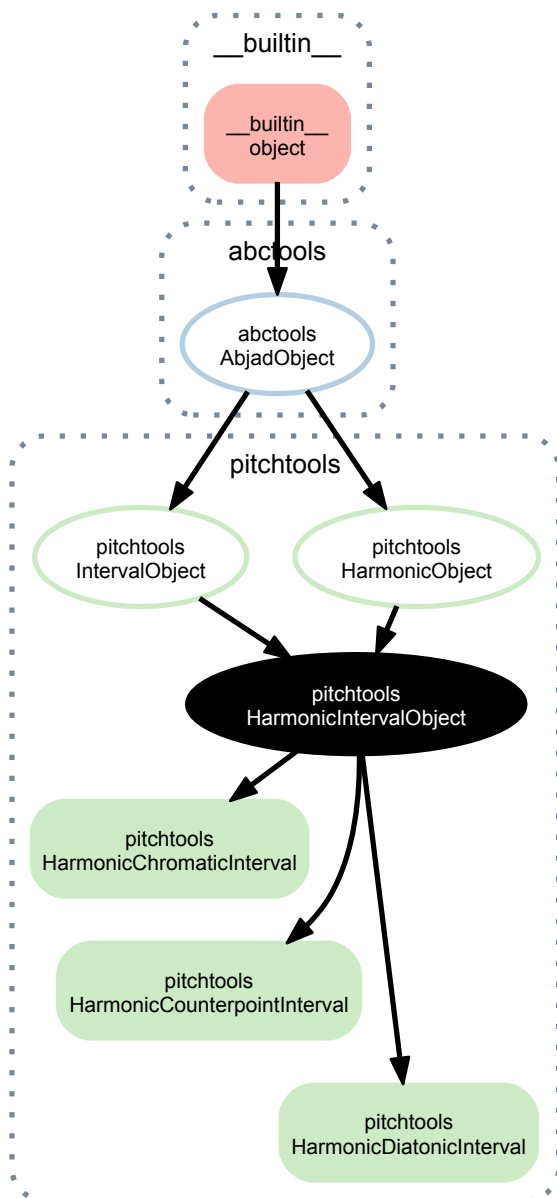 __builtin__
__builtin__
object
abctools
abctools
AbjadObject
pitchtools
pitchtools
IntervalObject
pitchtools
HarmonicObject
pitchtools
HarmonicIntervalObject
pitchtools
HarmonicChromaticInterval
pitchtools
HarmonicCounterpointInterval
pitchtools
HarmonicDiatonicInterval